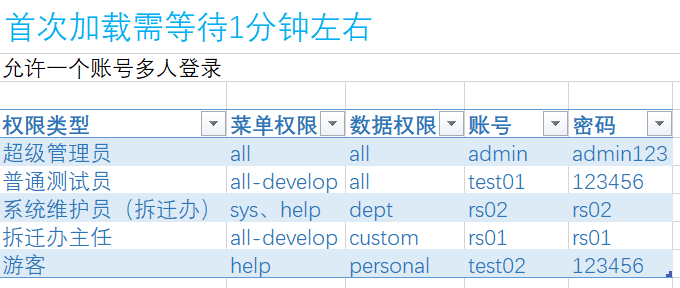 首次加载需等待1分钟左右
允许一个账号多人登录
权限类型 菜单权限 数据权限 账号 密码
超级管理员 all all admin admin123
普通测试员 all-develop all test01 123456
系统维护员（拆迁办） sys、help dept rs02 rs02
拆迁办主任 all-develop custom rs01 rs01
游客 help personal test02 123456